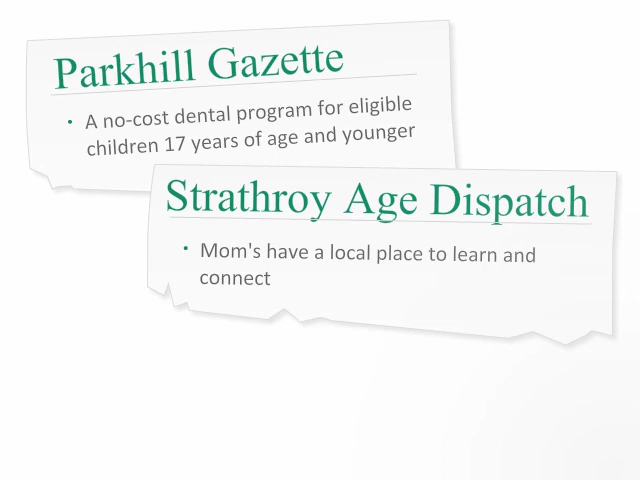 Parkhill Gazette
• A no-cost dental program for eligible
children 17 years of age and younger
Strathroy Age Dispatch
• Mom's have a local place to learn and
connect